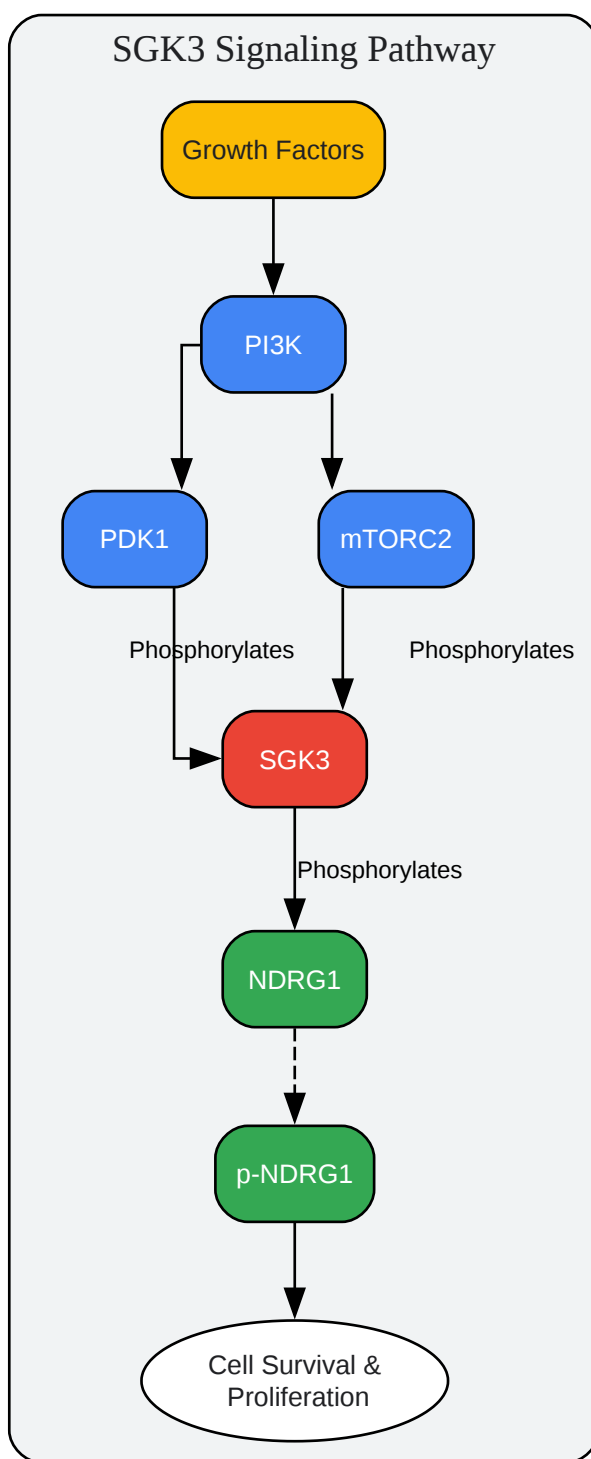 SGK3 Signaling Pathway
Growth Factors
PI3K
PDK1
mTORC2
Phosphorylates
Phosphorylates
SGK3
Phosphorylates
NDRG1
p-NDRG1
Cell Survival &
Proliferation